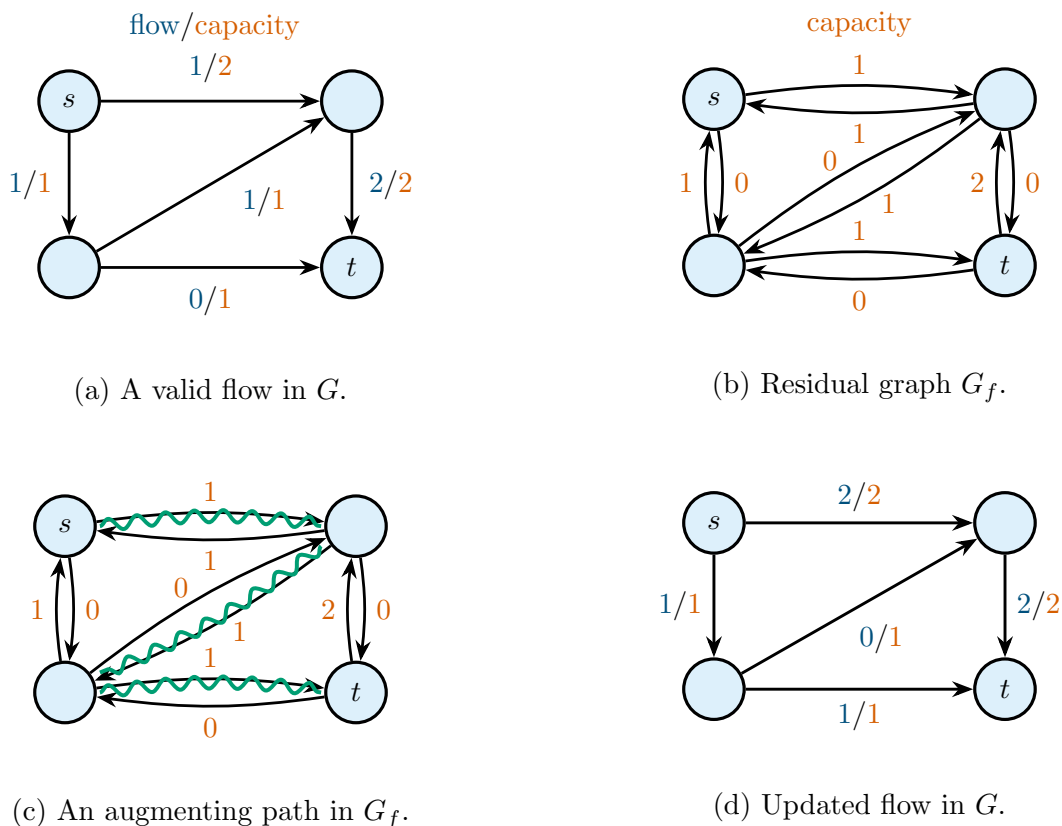 flow/capacity
1/2
s
1/1
1/1
2/2
t
0/1
(a) A valid flow in G.
capacity
1
s
1
0
1
0
2
0
1
1
t
0
(b) Residual graph G_f.
1
s
1
0
1
0
2
0
1
1
t
0
(c) An augmenting path in G_f.
2/2
s
1/1
2/2
0/1
t
1/1
(d) Updated flow in G.